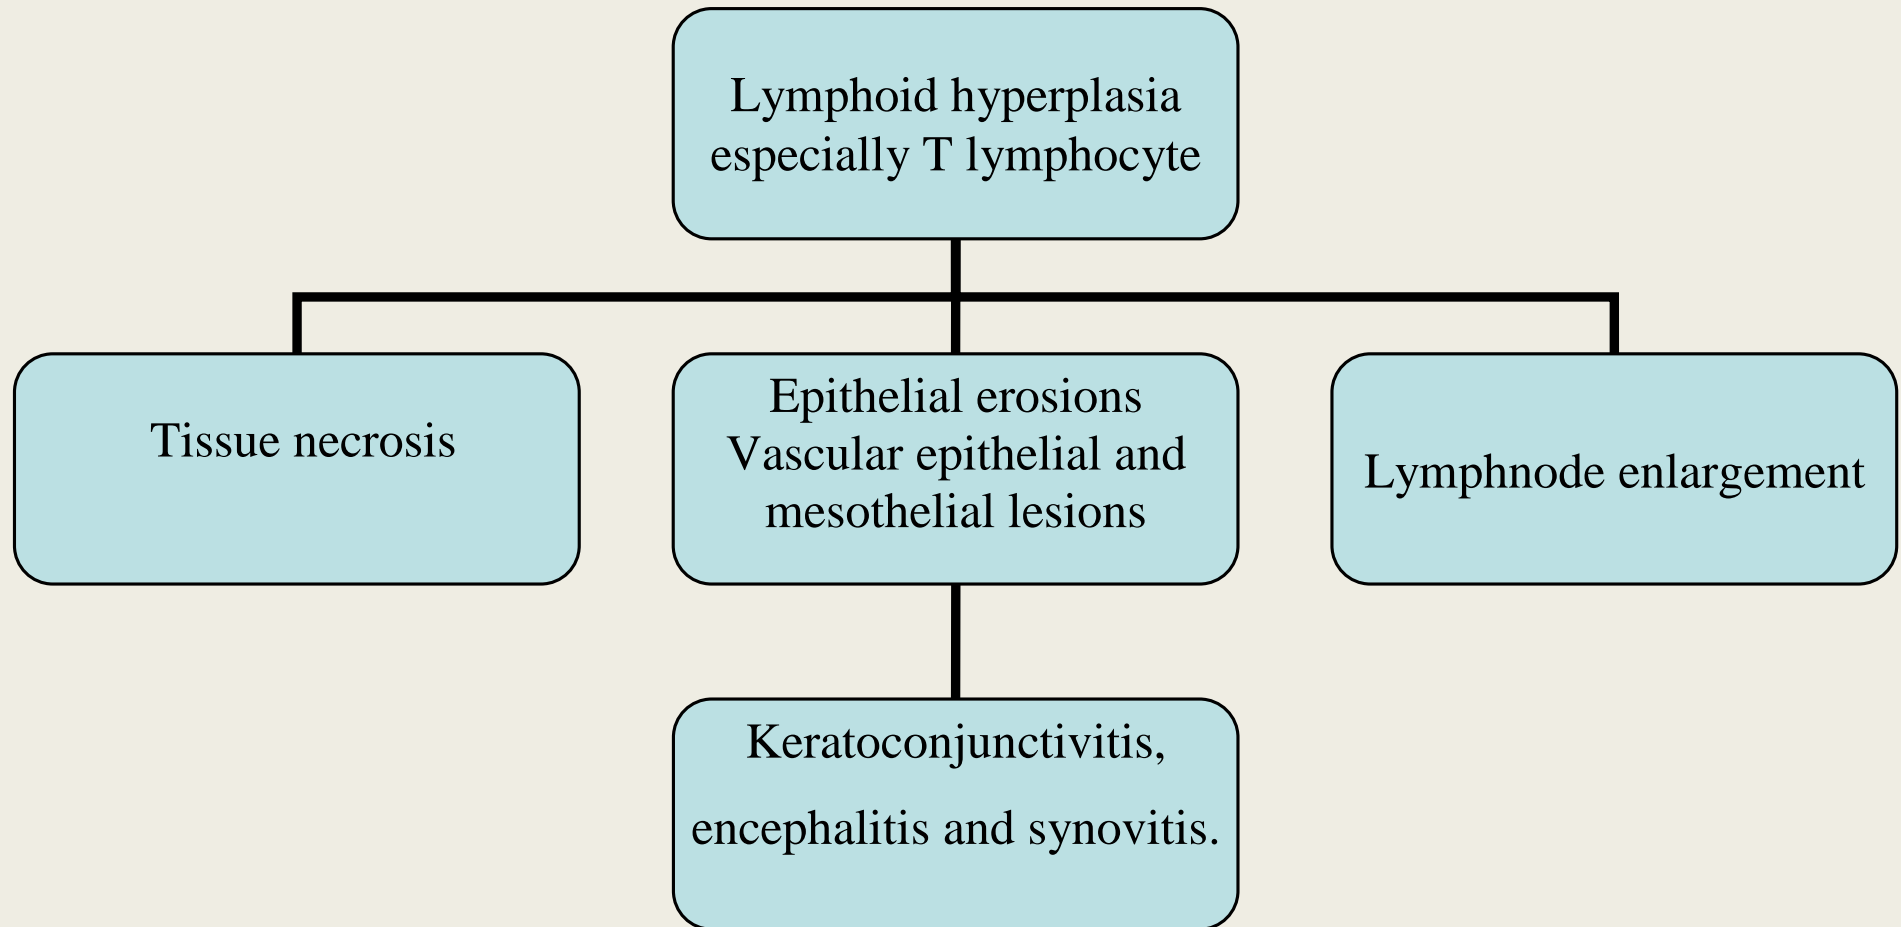 Lymphoid hyperplasia
especially T lymphocyte
Tissue necrosis
Epithelial erosions
Vascular epithelial and
mesothelial lesions
Lymphnode enlargement
Keratoconjunctivitis,
encephalitis and synovitis.